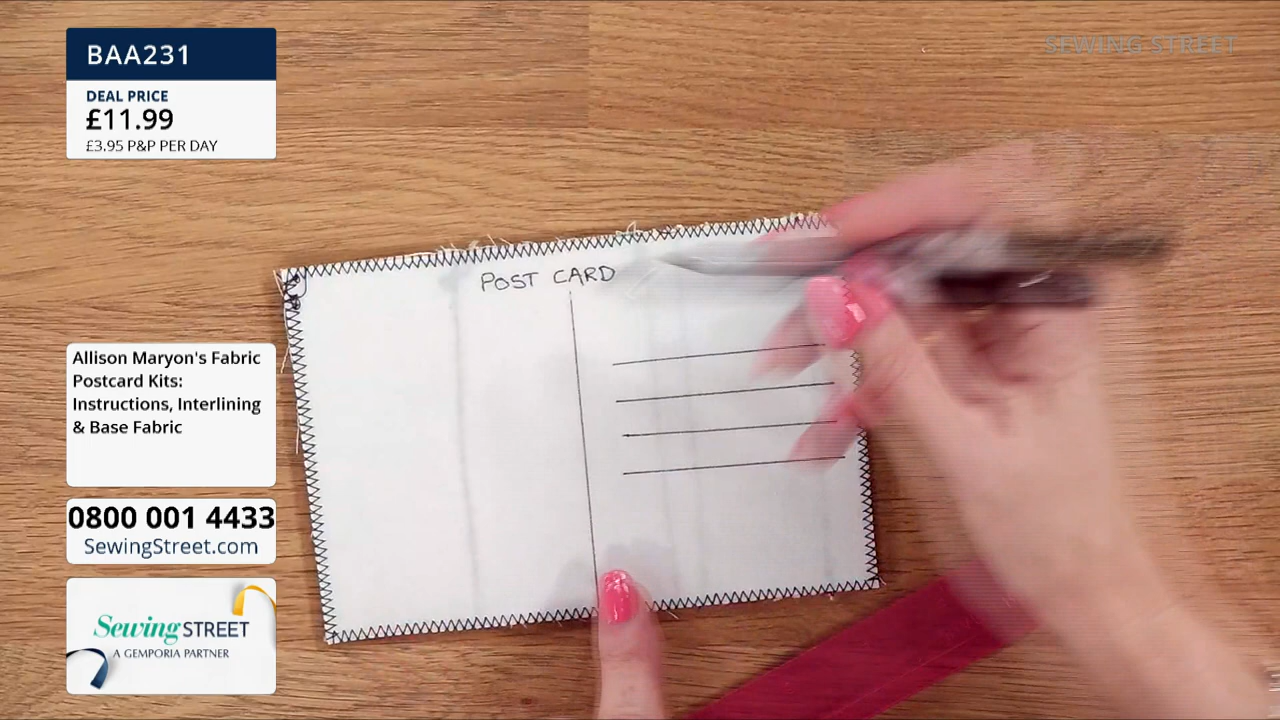 BAA231
DEAL PRICE
£11.99
£3.95 P&P PER DAY
SEWING STREET
POST CARD
Allison Maryon's Fabric
Postcard Kits:
Instructions, Interlining
& Base Fabric
0800 001 4433
SewingStreet.com
Sewing STREET
A GEMPORIA PARTNER